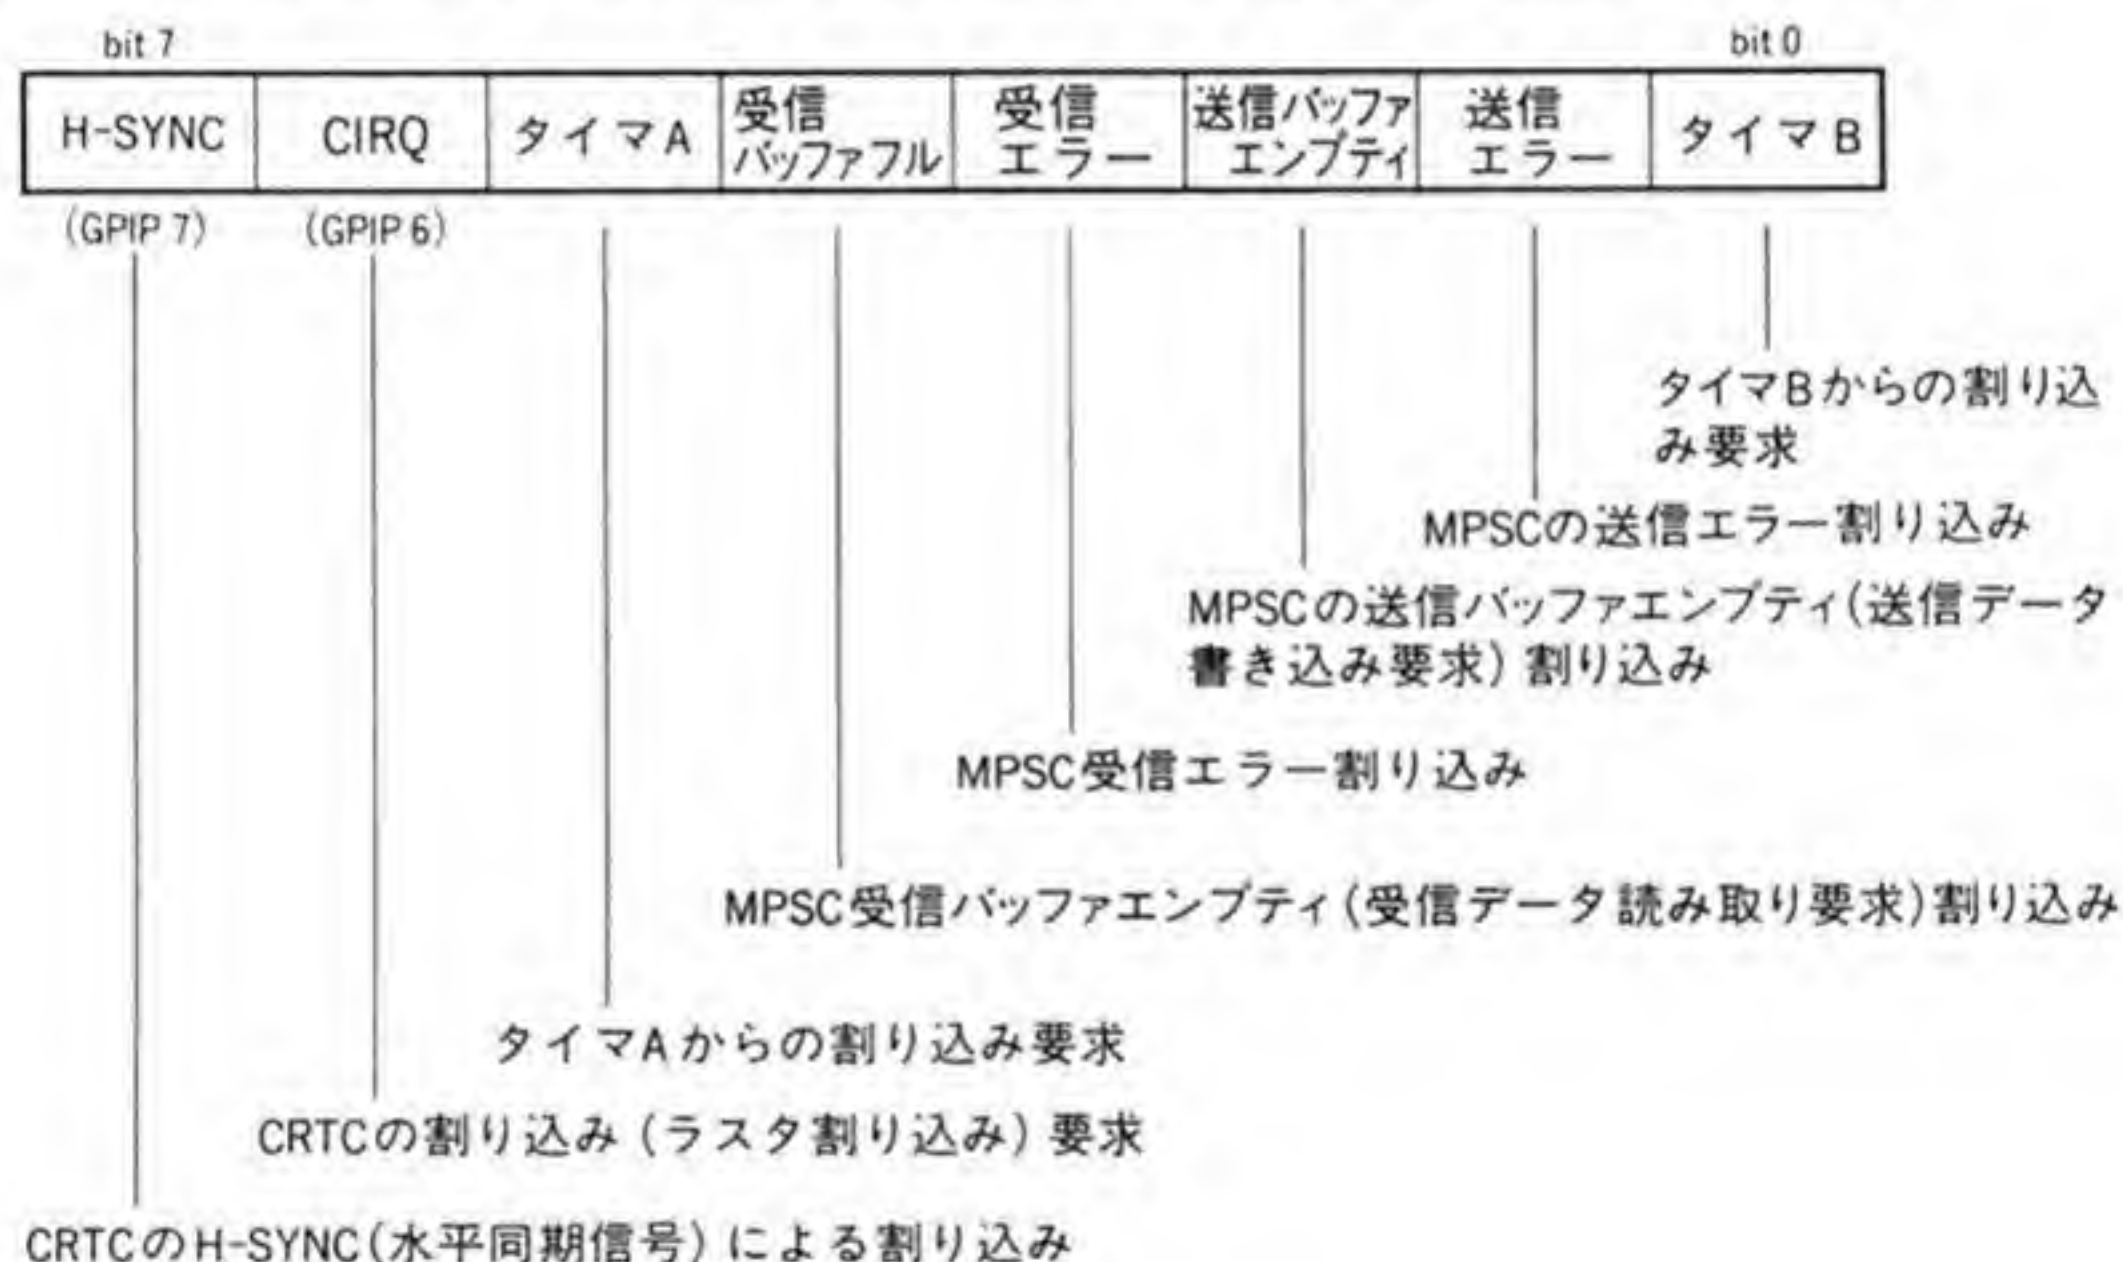 bit 7
bit 0
H-SYNC
CIRQ
タイマA
受信
バッファフル
受信
エラー
送信バッファ
エンプティ
送信
エラー
タイマB
(GPIP 7)
(GPIP 6)
タイマBからの割り込
み要求
MPSCの送信エラー割り込み
MPSCの送信バッファエンプティ(送信データ
書き込み要求)割り込み
MPSC受信エラー割り込み
MPSC受信バッファエンプティ(受信データ読み取り要求)割り込み
タイマAからの割り込み要求
CRTCの割り込み(ラスタ割り込み)要求
CRTCのH-SYNC(水平同期信号)による割り込み